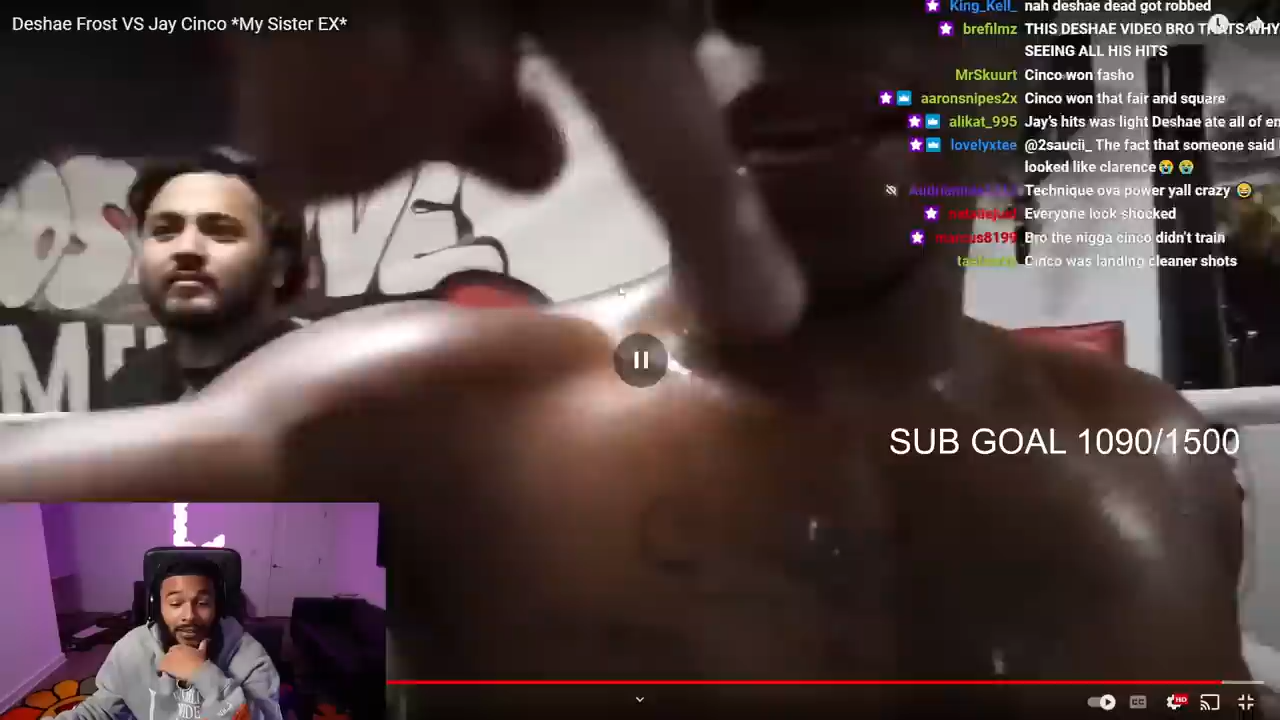 Deshae Frost VS Jay Cinco *My Sister EX*
King_Kell_ nah deshae dead got robbed
brefilmz THIS DESHAE VIDEO BRO THATS WHY
SEEING ALL HIS HITS
MrSkuurt Cinco won fasho
aaronsnipes2x Cinco won that fair and square
alikat_995 Jay's hits was light Deshae ate all of em
lovelyxtee @2saucii_ The fact that someone said
looked like clarence😭 😭
Technique ova power yall crazy 😂
Everyone look shocked
marcus8199 Bro the nigga cinco didn't train
Cinco was landing cleaner shots
SUB GOAL 1090/1500
CC HD